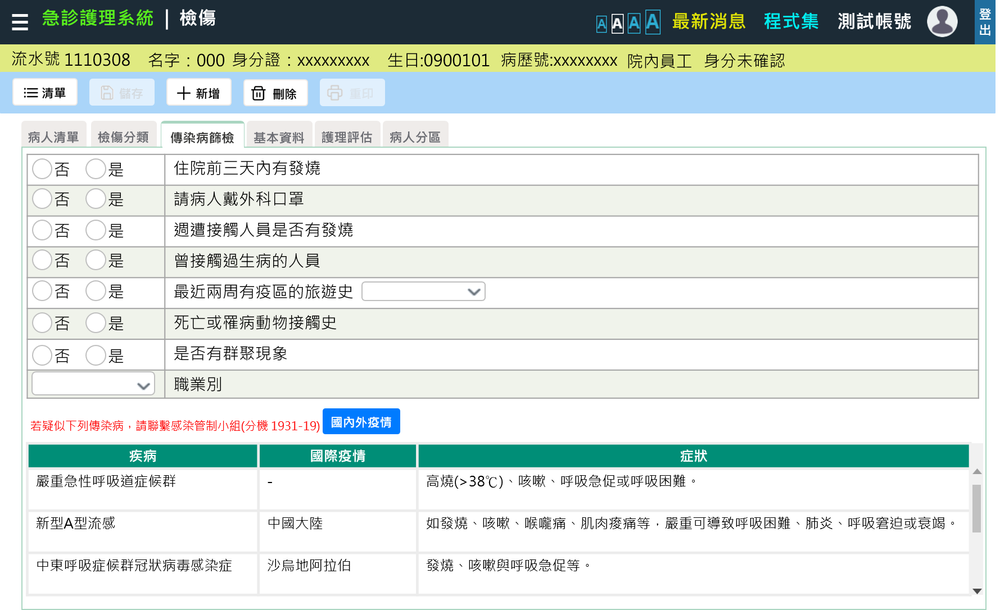 急診護理系統 | 檢傷 A A A A 最新消息 程式集 測試帳號 登出
流水號 1110308 名字：000 身分證：xxxxxxxxx 生日:0900101 病歷號:xxxxxxxx 院內員工 身分未確認
清單 儲存 新增 刪除 重印
病人清單 檢傷分類 傳染病篩檢 基本資料 護理評估 病人分區
否 是 住院前三天內有發燒
否 是 請病人戴外科口罩
否 是 週遭接觸人員是否有發燒
否 是 曾接觸過生病的人員
否 是 最近兩周有疫區的旅遊史
否 是 死亡或罹病動物接觸史
否 是 是否有群聚現象
職業別
若疑似下列傳染病，請聯繫感染管制小組(分機 1931-19) 國內外疫情
疾病 國際疫情 症狀
嚴重急性呼吸道症候群 - 高燒(>38℃)、咳嗽、呼吸急促或呼吸困難。
新型A型流感 中國大陸 如發燒、咳嗽、喉嚨痛、肌肉痠痛等，嚴重可導致呼吸困難、肺炎、呼吸窘迫或衰竭。
中東呼吸症候群冠狀病毒感染症 沙烏地阿拉伯 發燒、咳嗽與呼吸急促等。